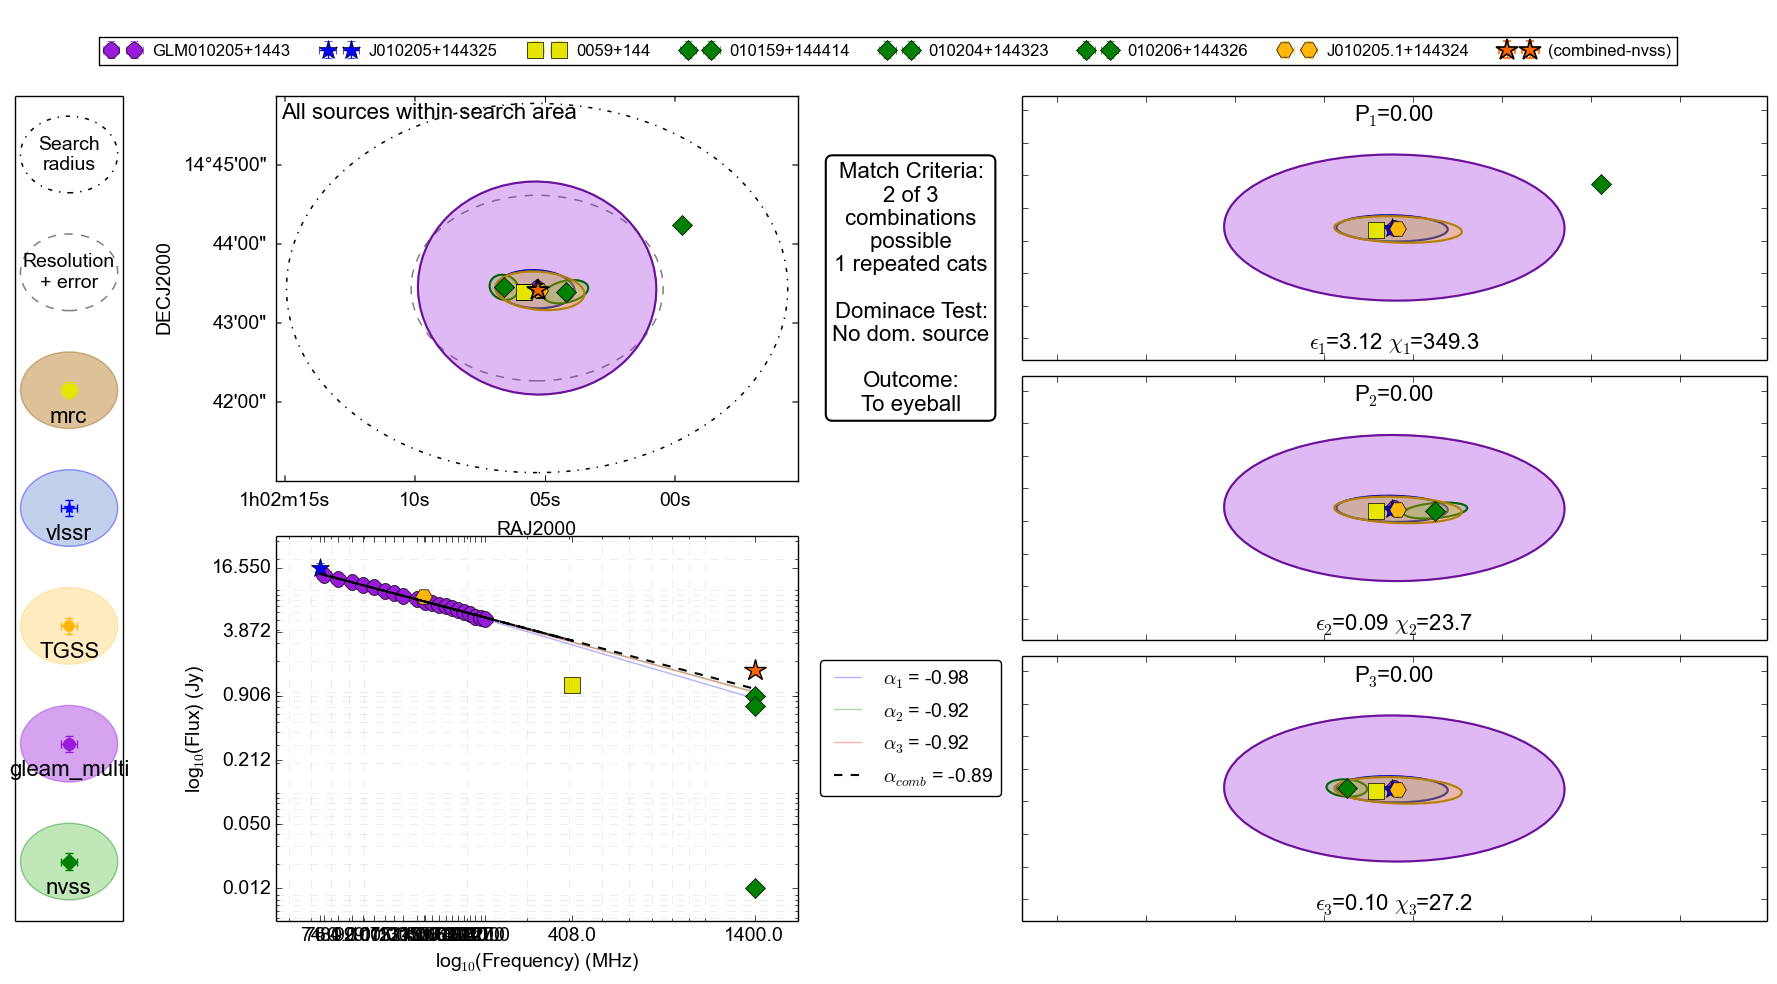 GLM010205+1443 J010205+144325 0059+144 010159+144414 010204+144323 010206+144326 J010205.1+144324 (combined-nvss)
Search
radius
Resolution
+ error
mrc
vlssr
TGSS
gleam_multi
nvss
All sources within search area
DECJ2000
14°45'00"
44'00"
43'00"
42'00"
1h02m15s 10s 05s 00s
RAJ2000
log10(Flux) (Jy)
16.550
3.872
0.906
0.212
0.050
0.012
408.0 1400.0
log10(Frequency) (MHz)
Match Criteria:
2 of 3
combinations
possible
1 repeated cats
Dominace Test:
No dom. source
Outcome:
To eyeball
α1 = -0.98
α2 = -0.92
α3 = -0.92
αcomb = -0.89
P1=0.00
ϵ1=3.12 χ1=349.3
P2=0.00
ϵ2=0.09 χ2=23.7
P3=0.00
ϵ3=0.10 χ3=27.2